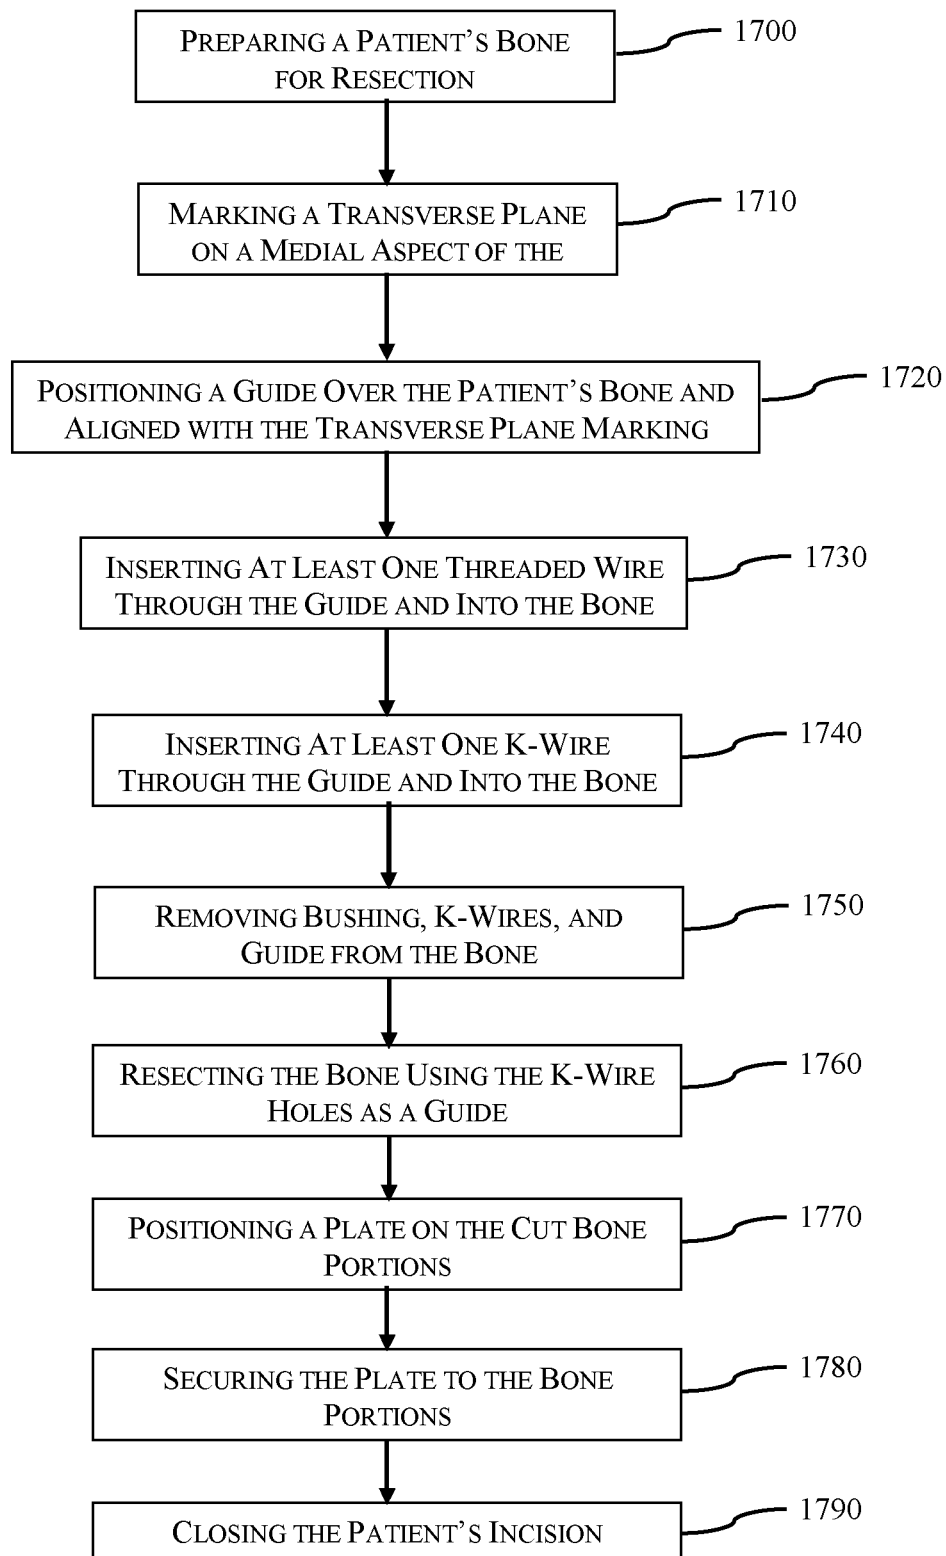 PREPARING A PATIENT'S BONE
FOR RESECTION
1700
MARKING A TRANSVERSE PLANE
ON A MEDIAL ASPECT OF THE
1710
POSITIONING A GUIDE OVER THE PATIENT'S BONE AND
ALIGNED WITH THE TRANSVERSE PLANE MARKING
1720
INSERTING AT LEAST ONE THREADED WIRE
THROUGH THE GUIDE AND INTO THE BONE
1730
INSERTING AT LEAST ONE K-WIRE
THROUGH THE GUIDE AND INTO THE BONE
1740
REMOVING BUSHING, K-WIRES, AND
GUIDE FROM THE BONE
1750
RESECTING THE BONE USING THE K-WIRE
HOLES AS A GUIDE
1760
POSITIONING A PLATE ON THE CUT BONE
PORTIONS
1770
SECURING THE PLATE TO THE BONE
PORTIONS
1780
CLOSING THE PATIENT'S INCISION
1790